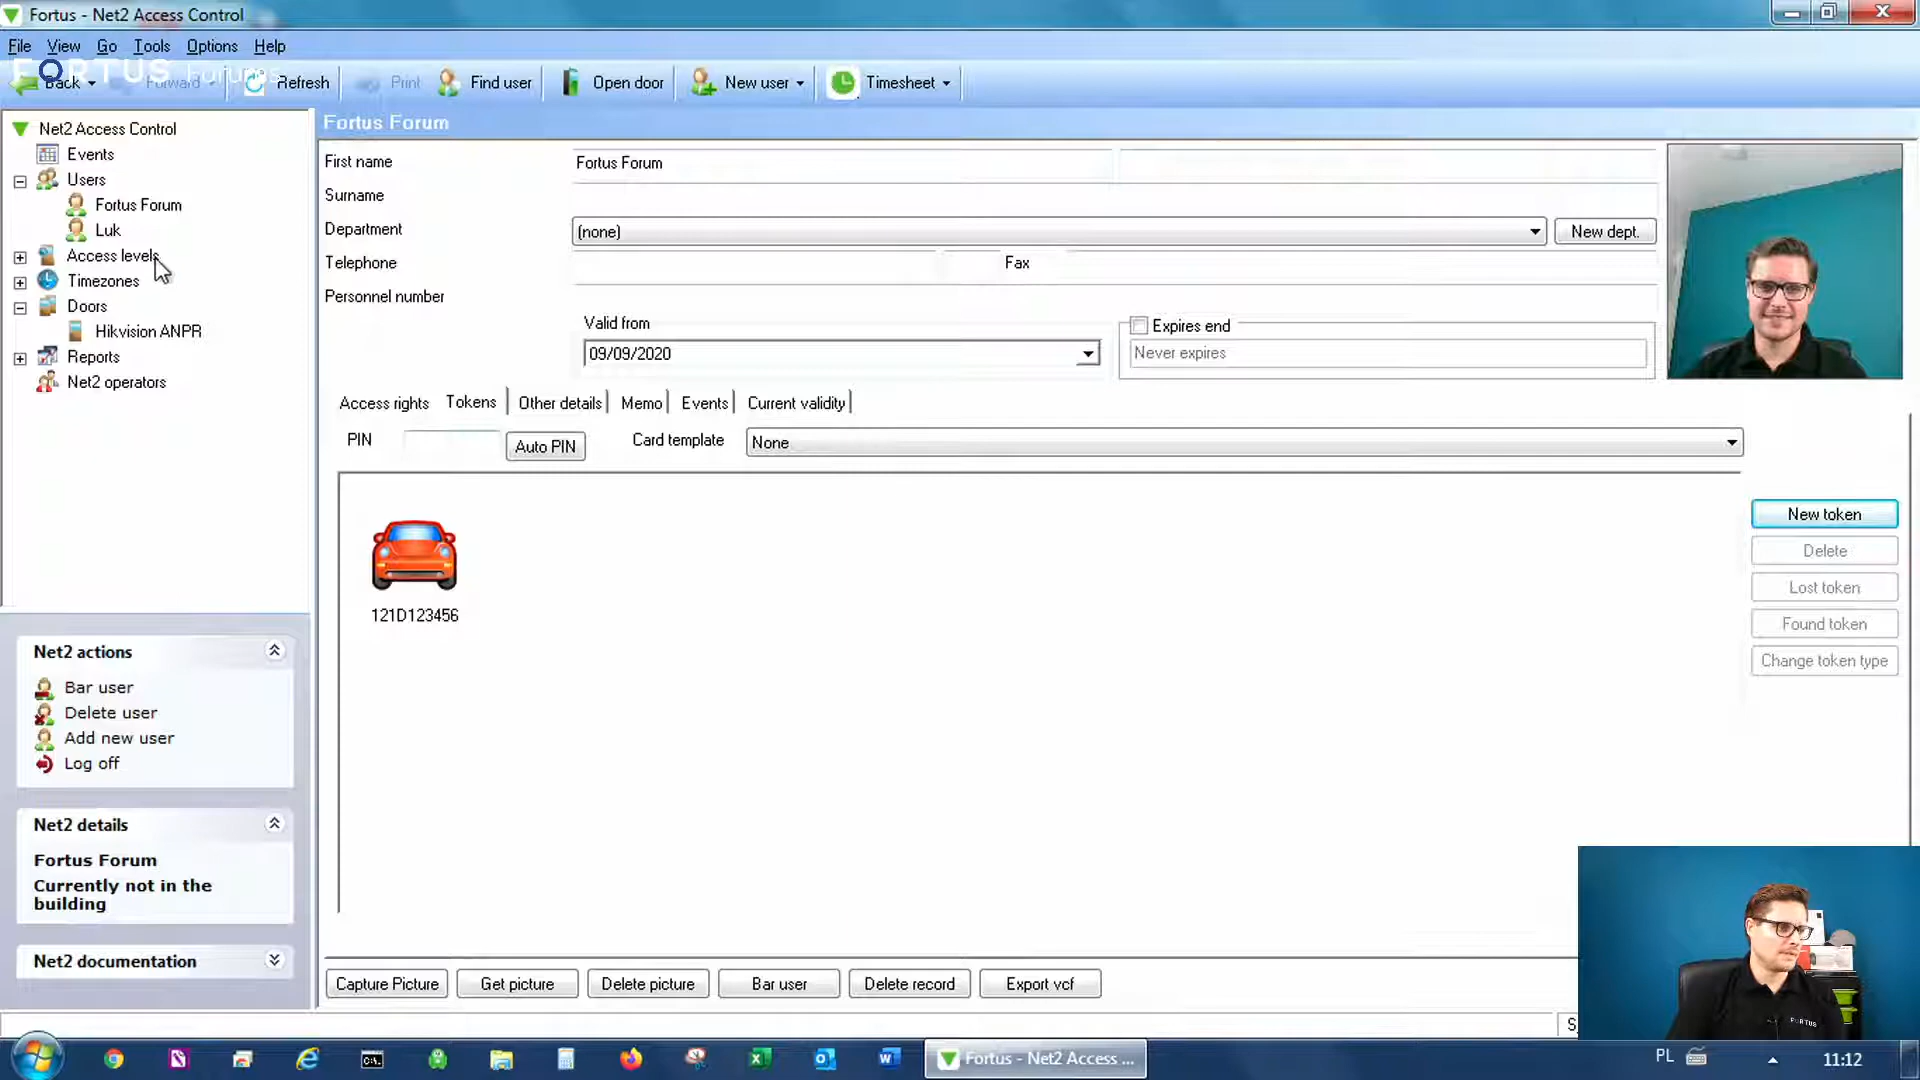 Fortus - Net2 Access Control
File View Go Tools Options Help
FORTUS Forums
Back Forward Refresh Print Find user Open door New user Timesheet
Net2 Access Control
Events
Users
Fortus Forum
Luk
Access levels
Timezones
Doors
Hikvision ANPR
Reports
Net2 operators
Fortus Forum
First name Fortus Forum
Surname
Department (none) New dept.
Telephone Fax
Personnel number
Valid from Expires end
09/09/2020 Never expires
Access rights Tokens Other details Memo Events Current validity
PIN Auto PIN Card template None
121D123456
New token
Delete
Lost token
Found token
Change token type
Net2 actions
Bar user
Delete user
Add new user
Log off
Net2 details
Fortus Forum
Currently not in the
building
Net2 documentation
Capture Picture Get picture Delete picture Bar user Delete record Export vcf
FORTUS
Fortus - Net2 Access ...
PL
11:12